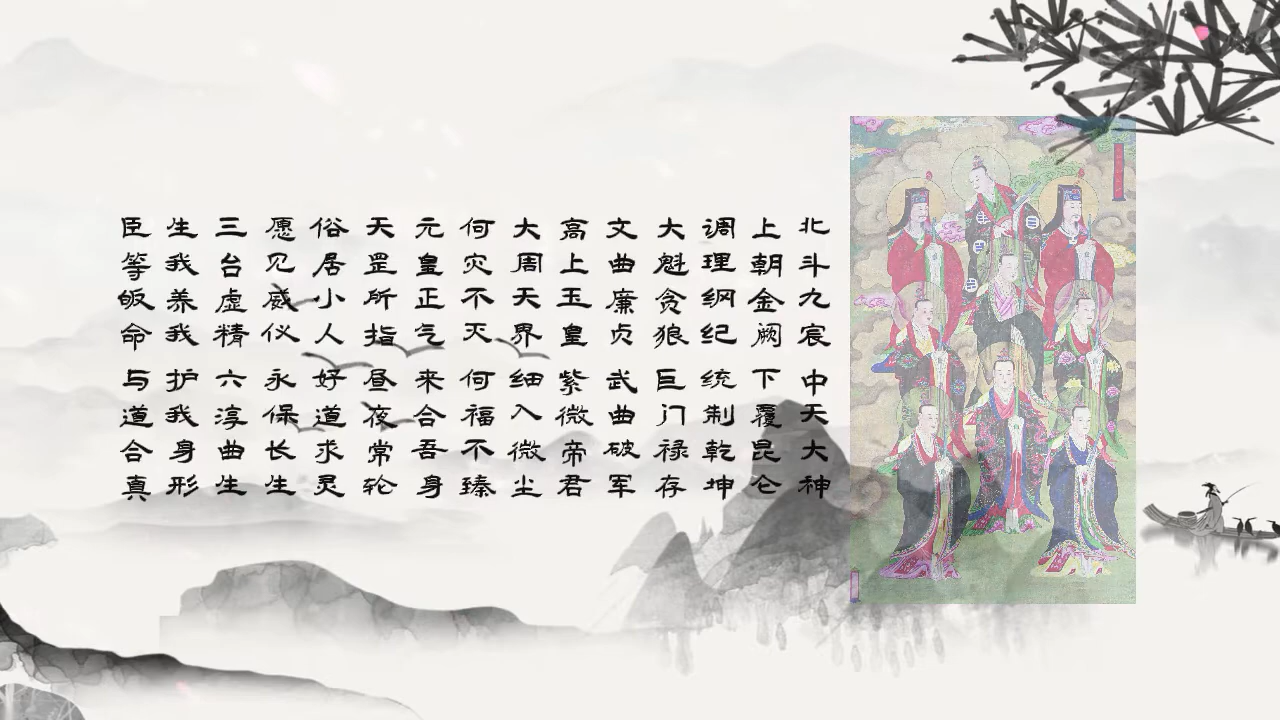 北斗九宸 中天大神
上朝金阙 下覆昆仑
调理纲纪 统制乾坤
大魁贪狼 巨门禄存
文曲廉贞 武曲破军
高上玉皇 紫微帝君
大周天界 细入微尘
何灾不灭 何福不臻
元皇正气 来合吾身
天罡所指 昼夜常轮
俗居小人 好道求灵
愿见威仪 永保长生
三台虚精 六淳曲生
生我养我 护我身形
臣等皈命 与道合真